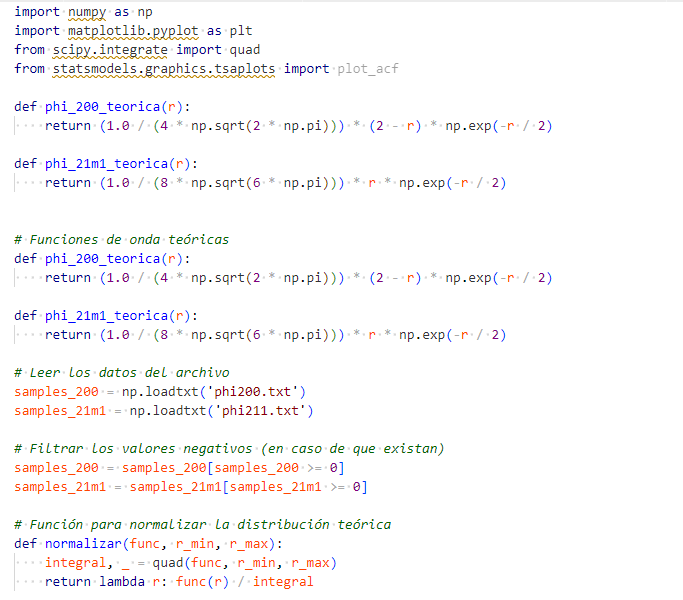 import numpy as np
import matplotlib.pyplot as plt
from scipy.integrate import quad
from statsmodels.graphics.tsaplots import plot_acf

def phi_200_teorica(r):
    return (1.0 / (4 * np.sqrt(2 * np.pi))) * (2 - r) * np.exp(-r / 2)

def phi_21m1_teorica(r):
    return (1.0 / (8 * np.sqrt(6 * np.pi))) * r * np.exp(-r / 2)


# Funciones de onda teóricas
def phi_200_teorica(r):
    return (1.0 / (4 * np.sqrt(2 * np.pi))) * (2 - r) * np.exp(-r / 2)

def phi_21m1_teorica(r):
    return (1.0 / (8 * np.sqrt(6 * np.pi))) * r * np.exp(-r / 2)

# Leer los datos del archivo
samples_200 = np.loadtxt('phi200.txt')
samples_21m1 = np.loadtxt('phi211.txt')

# Filtrar los valores negativos (en caso de que existan)
samples_200 = samples_200[samples_200 >= 0]
samples_21m1 = samples_21m1[samples_21m1 >= 0]

# Función para normalizar la distribución teórica
def normalizar(func, r_min, r_max):
    integral, _ = quad(func, r_min, r_max)
    return lambda r: func(r) / integral